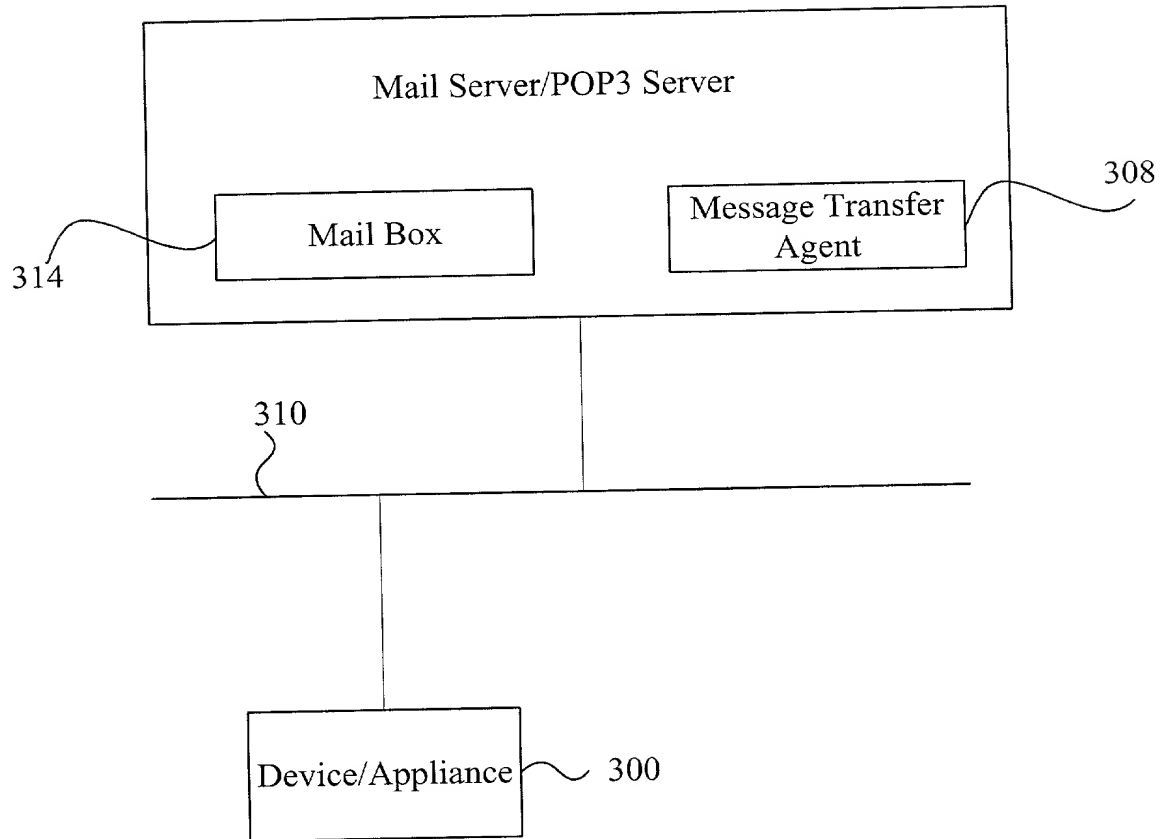 Mail Server/POP3 Server
308
Message Transfer
Agent
Mail Box
314
310
Device/Appliance
300